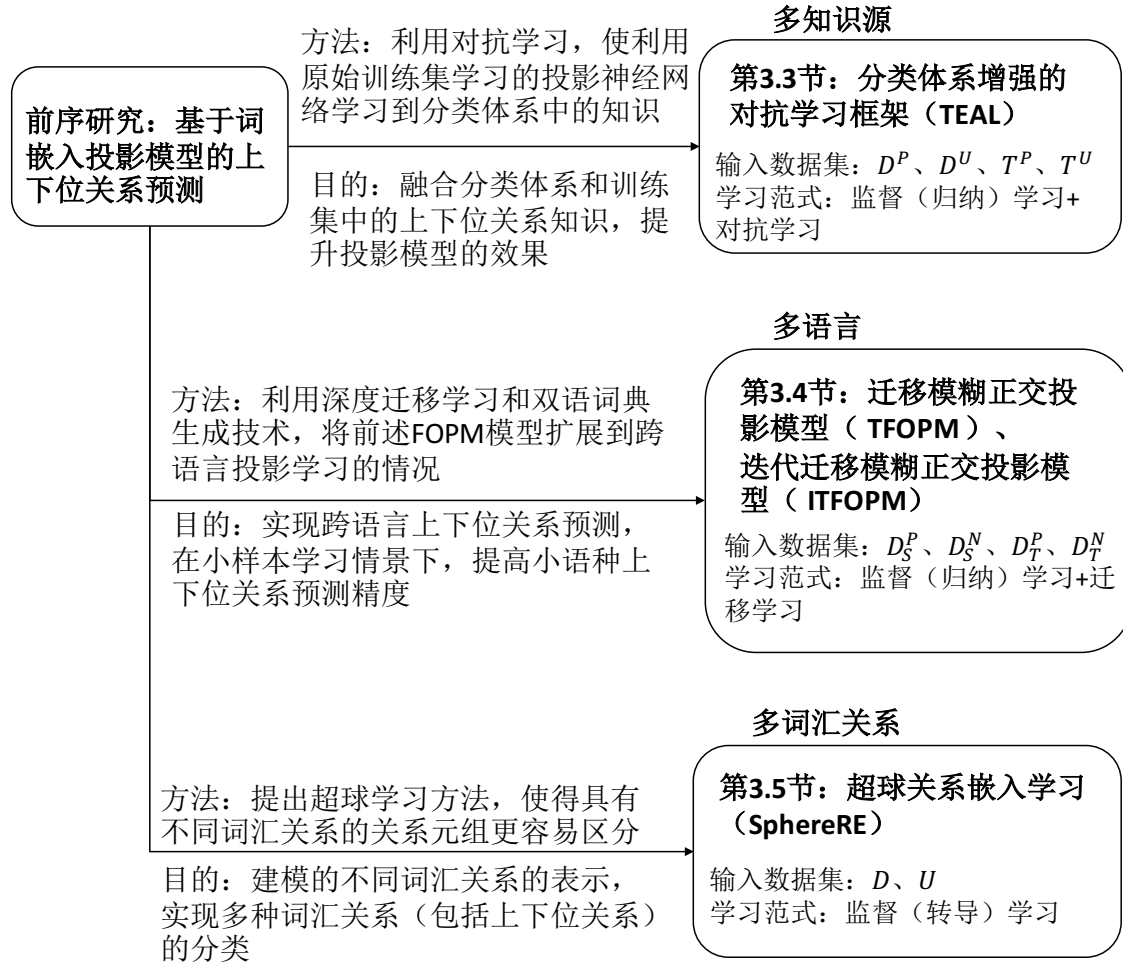 前序研究：基于词
嵌入投影模型的上
下位关系预测
方法：利用对抗学习，使利用
原始训练集学习的投影神经网
络学习到分类体系中的知识
目的：融合分类体系和训练
集中的上下位关系知识，提
升投影模型的效果
多知识源
第3.3节：分类体系增强的
对抗学习框架（TEAL）
输入数据集：D^P、D^U、T^P、T^U
学习范式：监督（归纳）学习+
对抗学习
方法：利用深度迁移学习和双语词典
生成技术，将前述FOPM模型扩展到跨
语言投影学习的情况
目的：实现跨语言上下位关系预测，
在小样本学习情景下，提高小语种上
下位关系预测精度
多语言
第3.4节：迁移模糊正交投
影模型（ TFOPM ）、
迭代迁移模糊正交投影模
型（ ITFOPM）
输入数据集：D_S^P、D_S^N、D_T^P、D_T^N
学习范式：监督（归纳）学习+迁
移学习
方法：提出超球学习方法，使得具有
不同词汇关系的关系元组更容易区分
目的：建模的不同词汇关系的表示，
实现多种词汇关系（包括上下位关系）
的分类
多词汇关系
第3.5节：超球关系嵌入学习
（SphereRE）
输入数据集：D、U
学习范式：监督（转导）学习